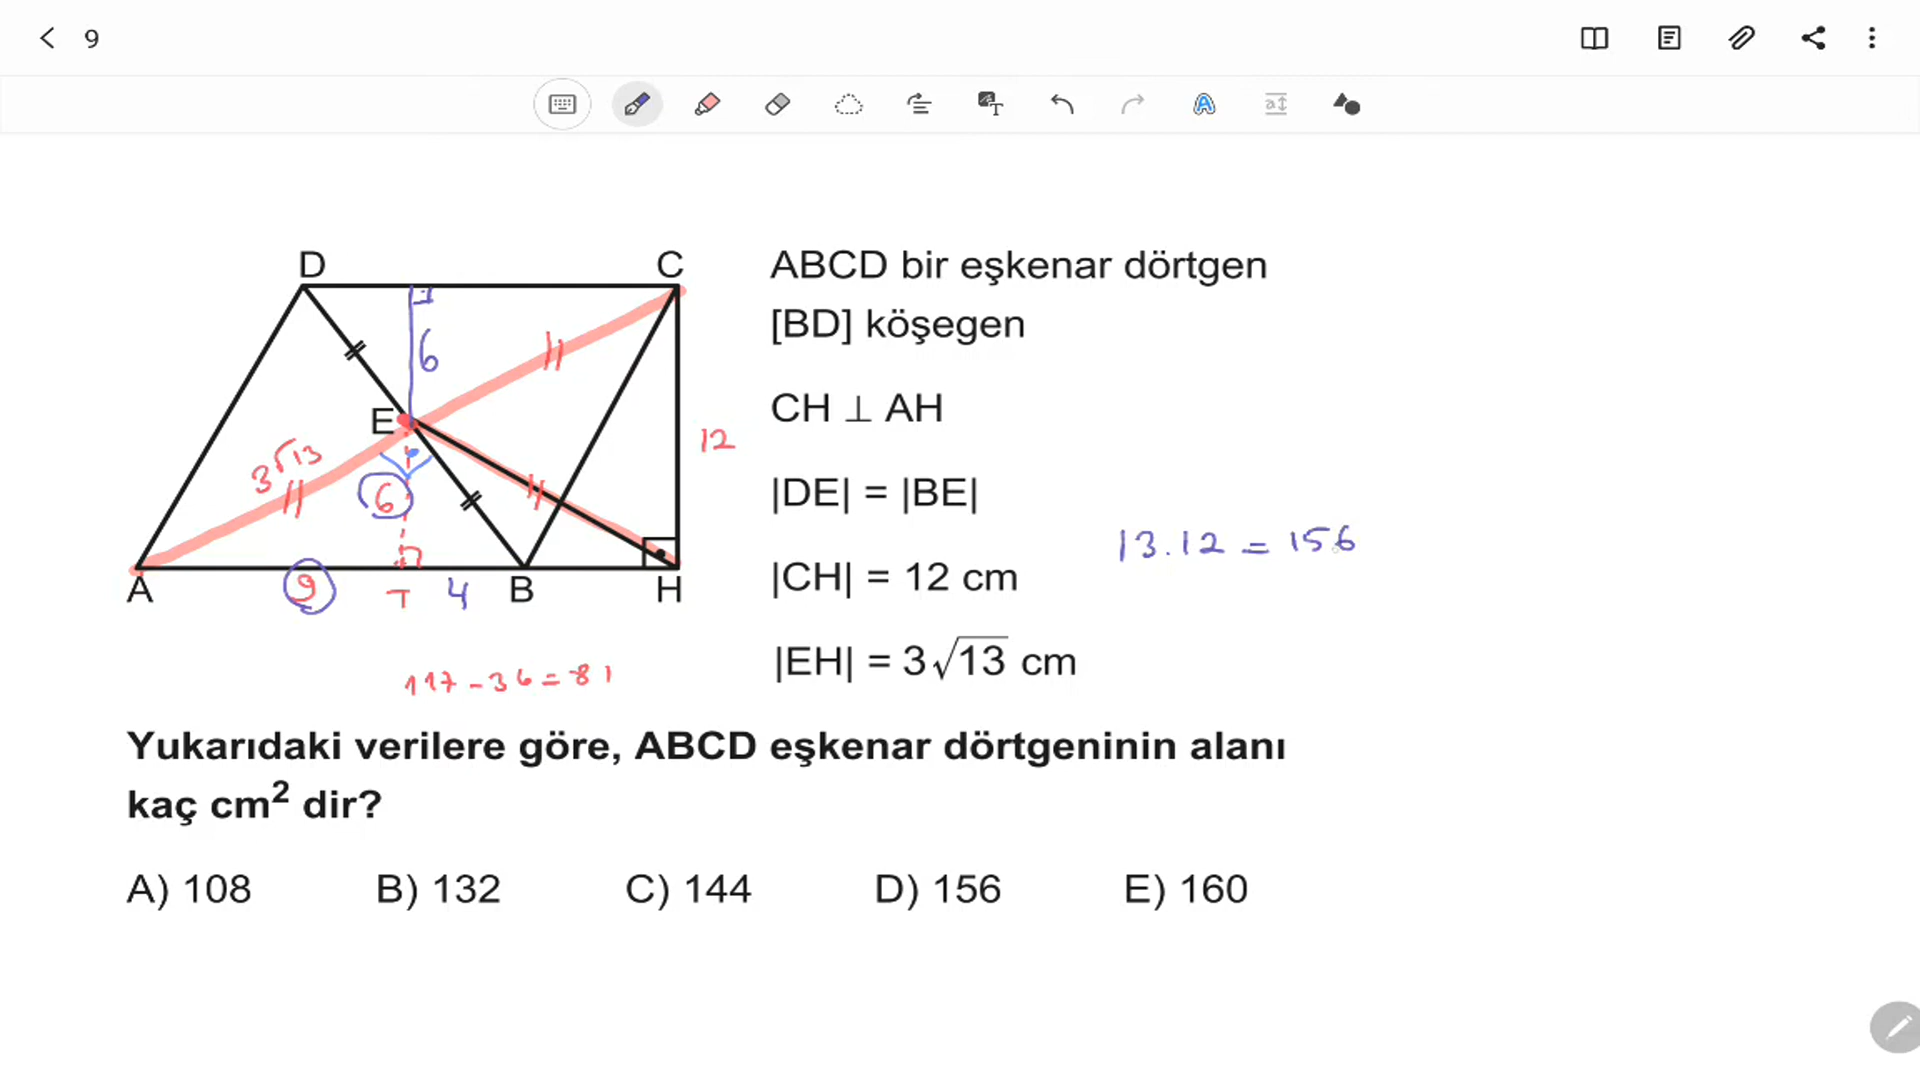 9
D C
6
E
12
3√13
6
A 9 T 4 B H
117 - 36 = 81
ABCD bir eşkenar dörtgen
[BD] köşegen
CH ⊥ AH
|DE| = |BE|
|CH| = 12 cm
|EH| = 3√13 cm
13.12 = 156
Yukarıdaki verilere göre, ABCD eşkenar dörtgeninin alanı
kaç cm² dir?
A) 108 B) 132 C) 144 D) 156 E) 160